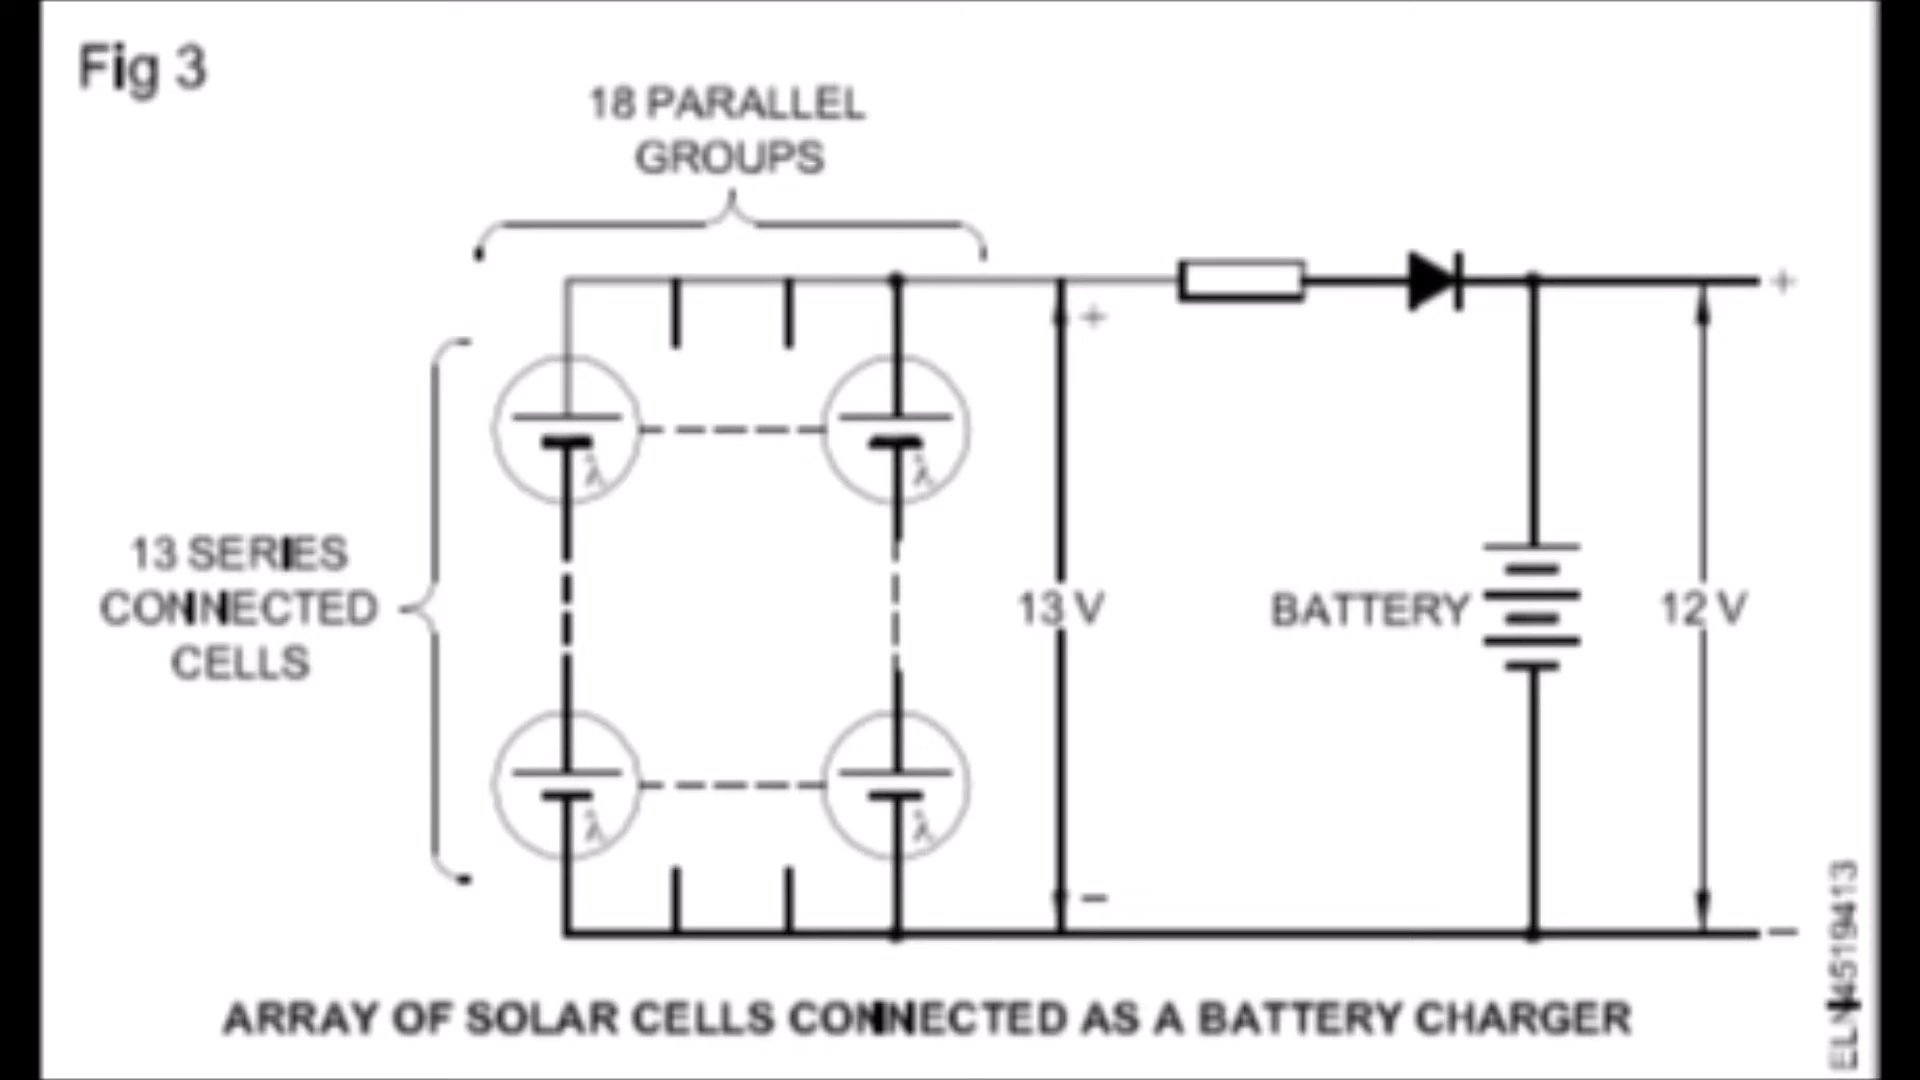 Fig 3
18 PARALLEL
GROUPS
13 SERIES
CONNECTED
CELLS
+
+
λ
λ
13 V
BATTERY
12 V
λ
λ
−
−
ARRAY OF SOLAR CELLS CONNECTED AS A BATTERY CHARGER
ELN4519413